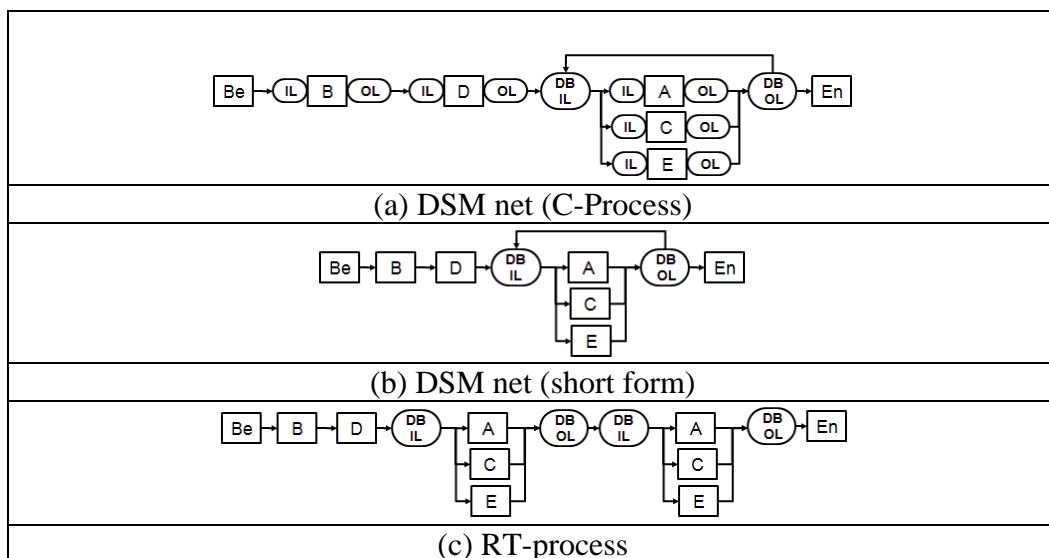 Be IL B OL IL D OL DB IL IL A OL DB OL En
IL C OL
IL E OL
(a) DSM net (C-Process)
Be B D DB IL A DB OL En
C
E
(b) DSM net (short form)
Be B D DB IL A DB OL DB IL A DB OL En
C C
E E
(c) RT-process